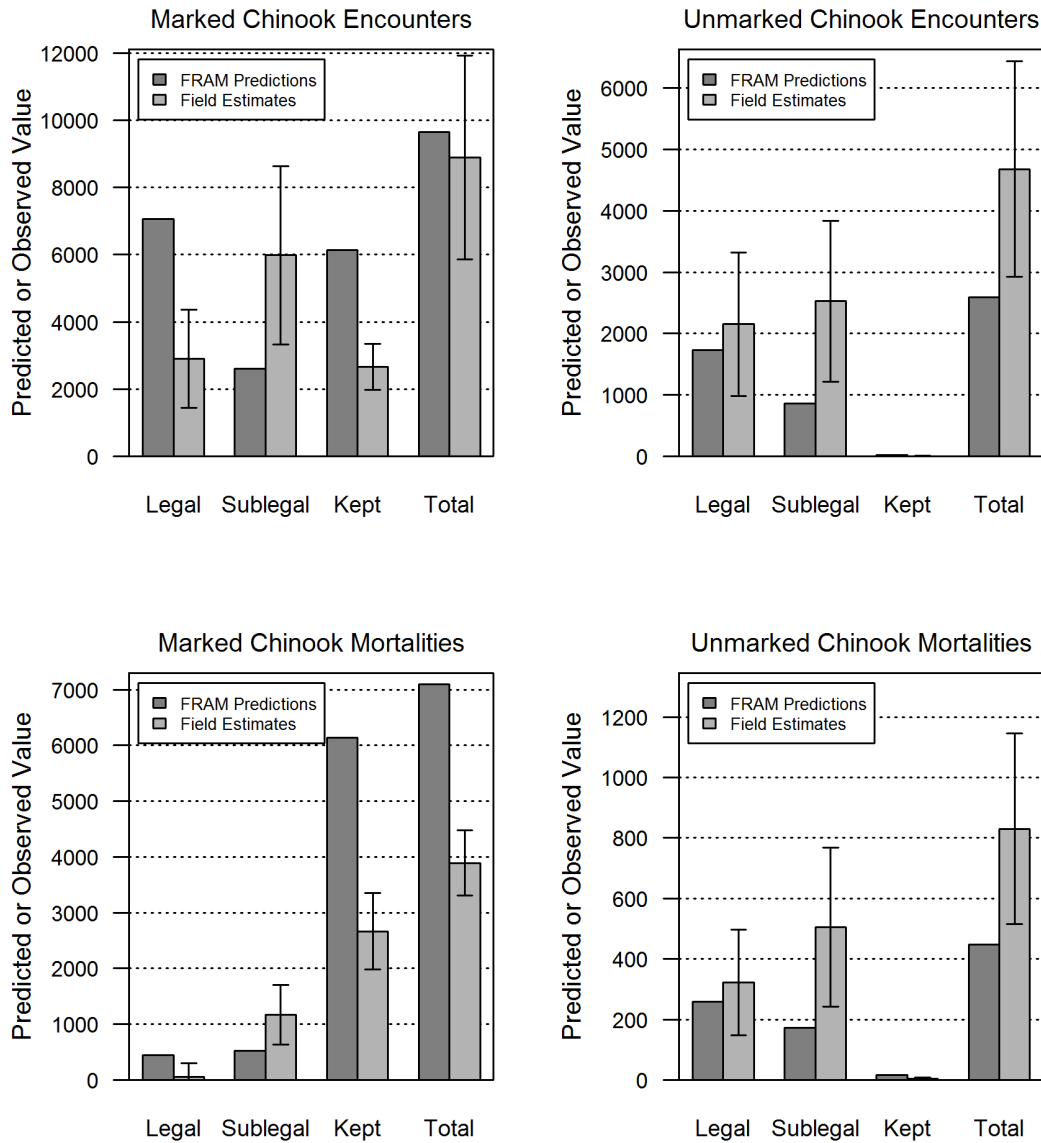 Marked Chinook Encounters
Predicted or Observed Value
12000
10000
8000
6000
4000
2000
0
FRAM Predictions
Field Estimates
Legal Sublegal Kept Total
Unmarked Chinook Encounters
Predicted or Observed Value
6000
5000
4000
3000
2000
1000
0
FRAM Predictions
Field Estimates
Legal Sublegal Kept Total
Marked Chinook Mortalities
Predicted or Observed Value
7000
6000
5000
4000
3000
2000
1000
0
FRAM Predictions
Field Estimates
Legal Sublegal Kept Total
Unmarked Chinook Mortalities
Predicted or Observed Value
1200
1000
800
600
400
200
0
FRAM Predictions
Field Estimates
Legal Sublegal Kept Total